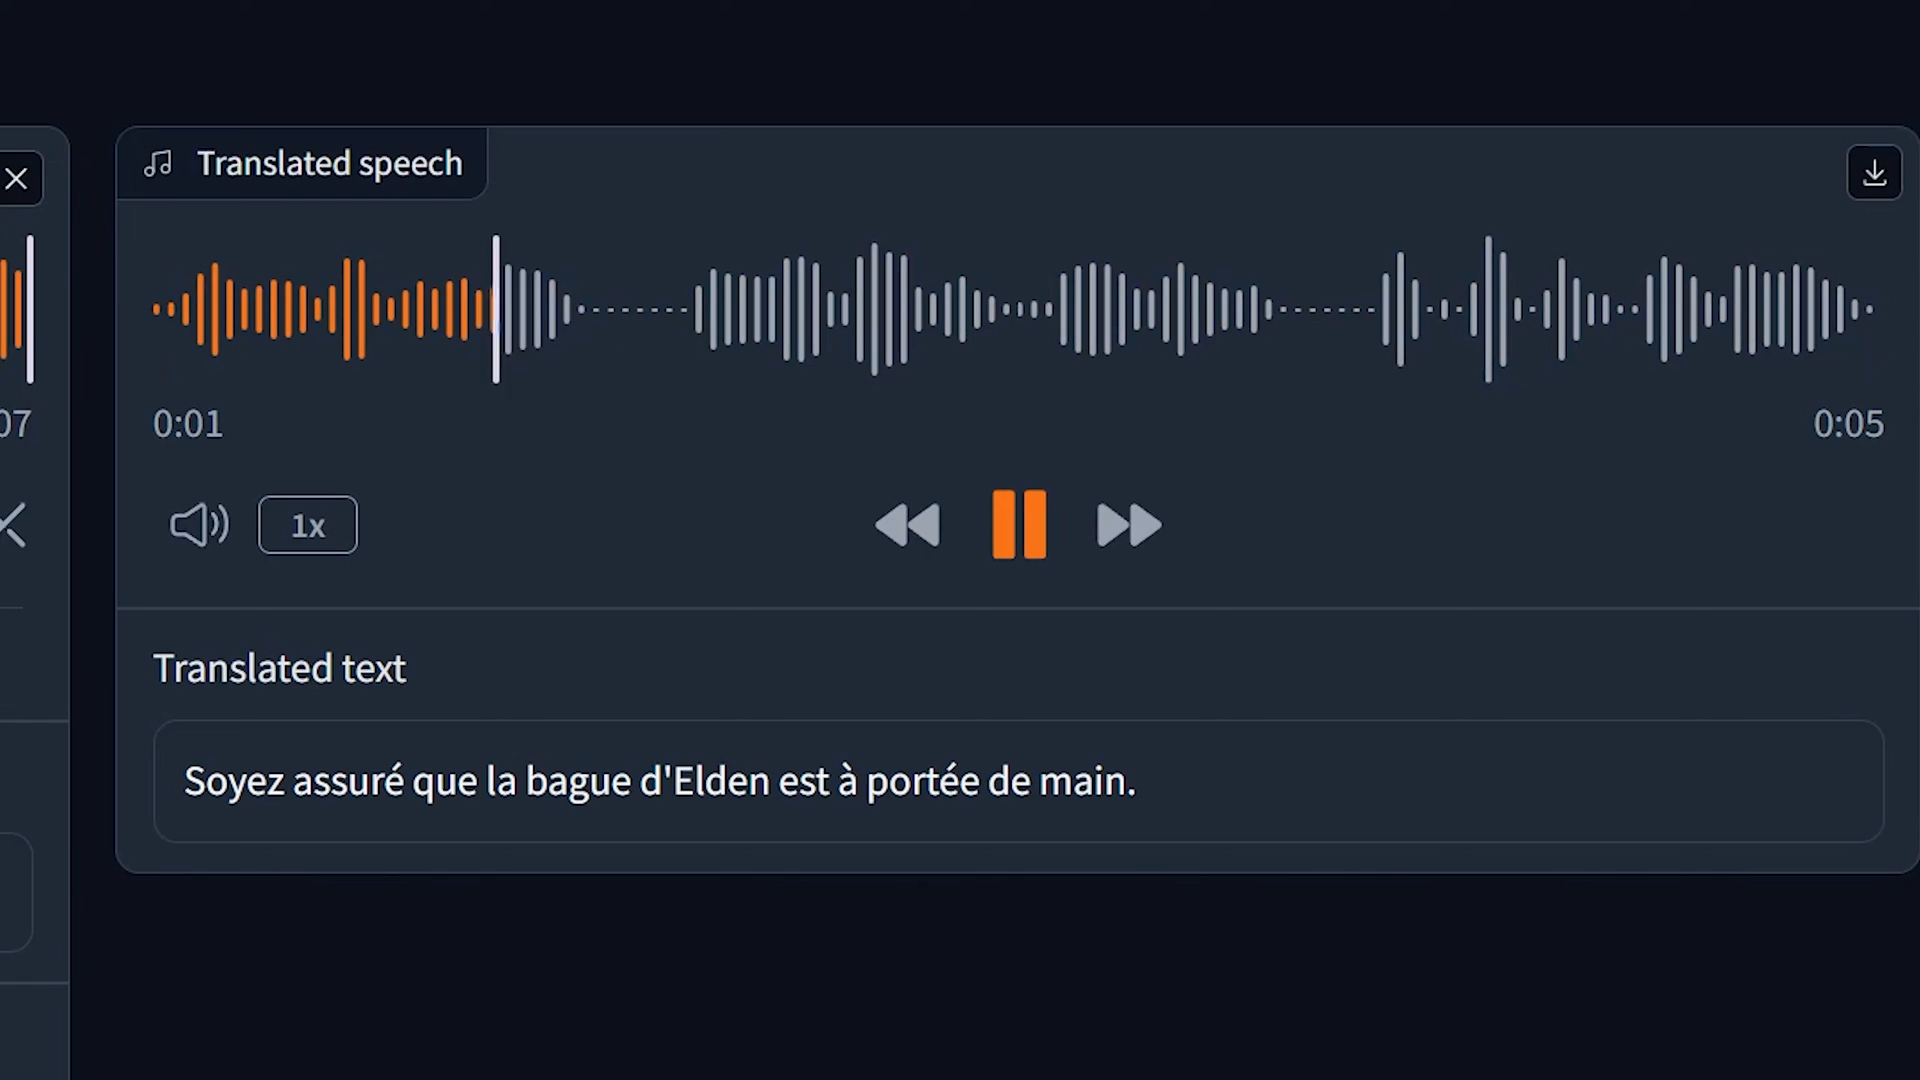 Translated speech
07
0:01
0:05
1x
Translated text
Soyez assuré que la bague d'Elden est à portée de main.